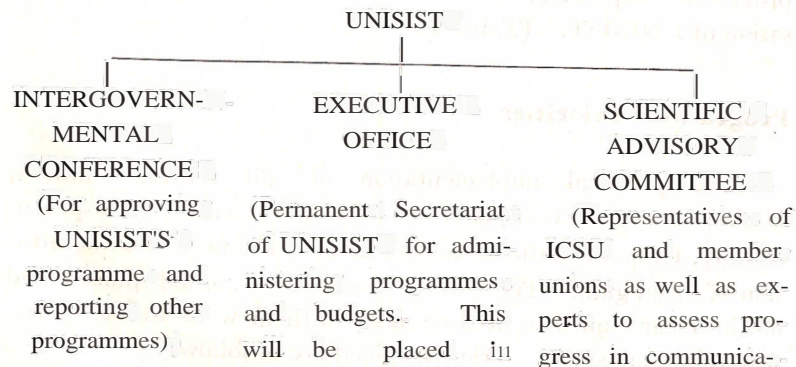 UNISIST
INTERGOVERN-
MENTAL
CONFERENCE
(For approving
UNISIST'S
programme and
reporting other
programmes)
EXECUTIVE
OFFICE
(Permanent Secretariat
of UNISIST for admi-
nistering programmes
and budgets. This
will be placed in
SCIENTIFIC
ADVISORY
COMMITTEE
(Representatives of
ICSU and member
unions as well as ex-
perts to assess pro-
gress in communica-